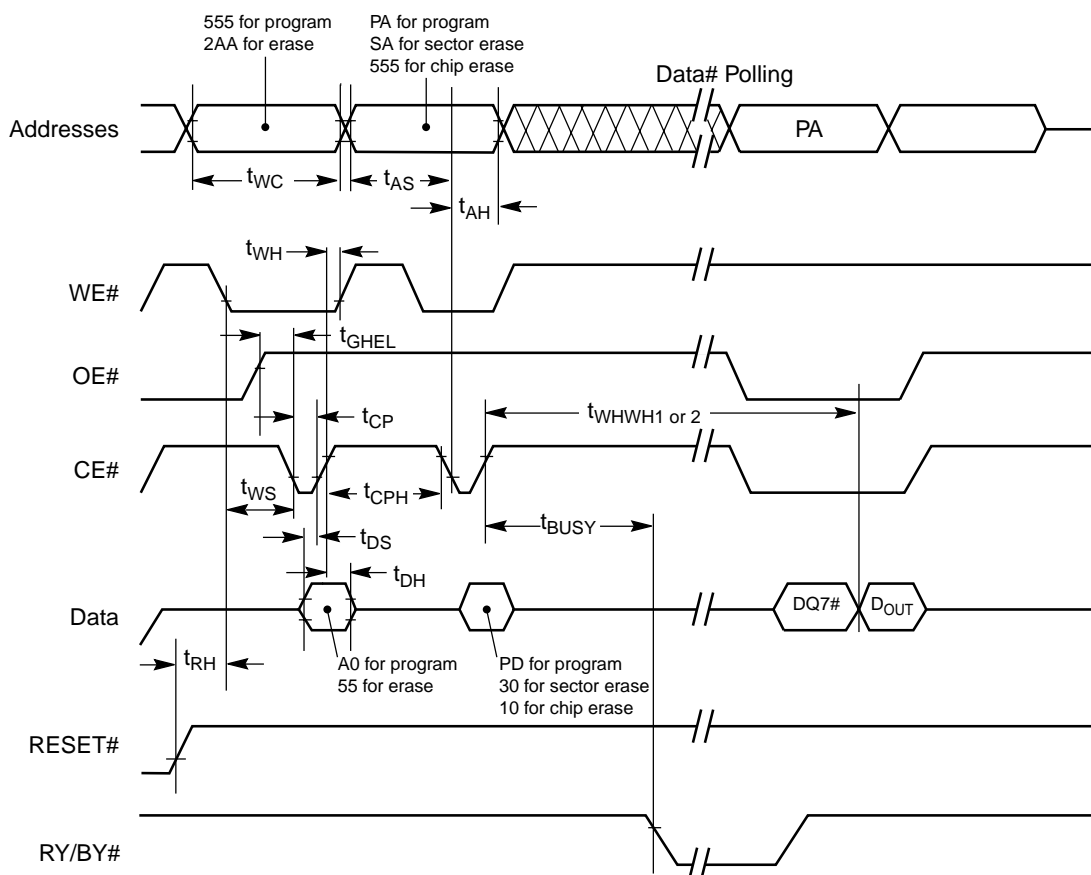 555 for program
2AA for erase
PA for program
SA for sector erase
555 for chip erase
Data# Polling
Addresses
PA
tWC
tAS
tAH
tWH
WE#
tGHEL
OE#
tWHWH1 or 2
tCP
CE#
tWS
tCPH
tBUSY
tDS
tDH
Data
DQ7#
DOUT
tRH
A0 for program
55 for erase
PD for program
30 for sector erase
10 for chip erase
RESET#
RY/BY#